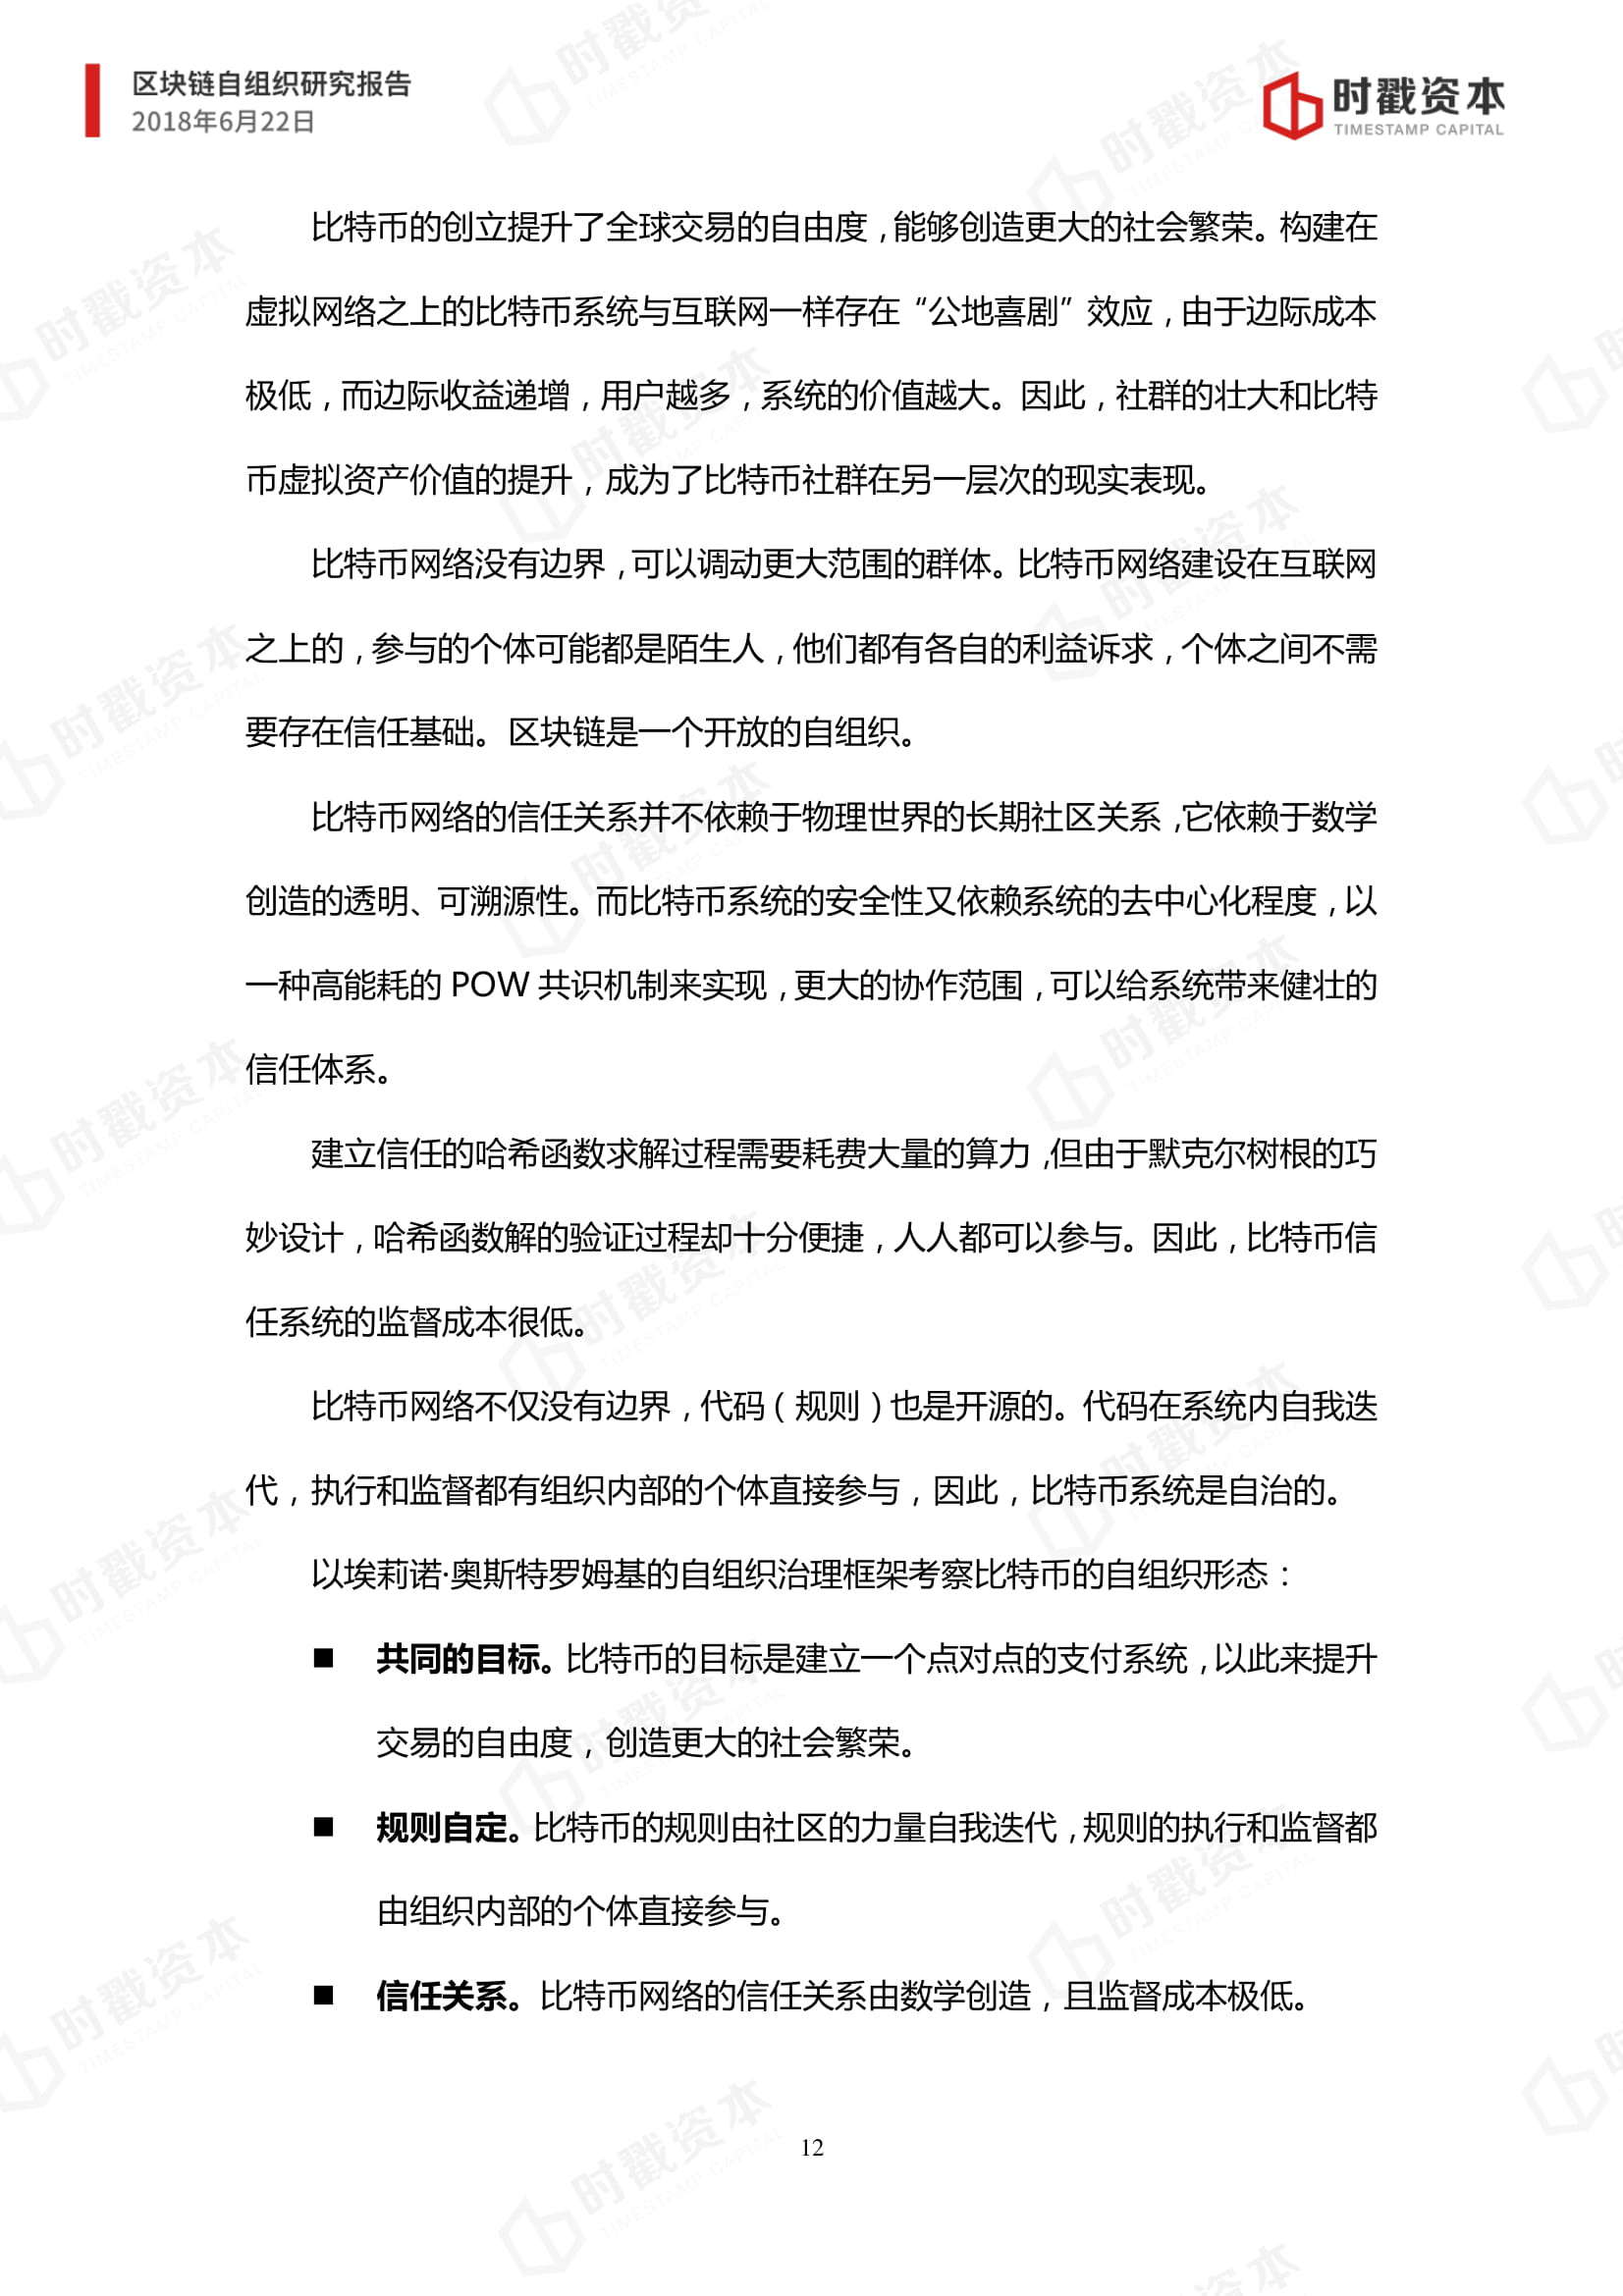 区块链自组织研究报告
2018年6月22日
时戳资本
TIMESTAMP CAPITAL
比特币的创立提升了全球交易的自由度，能够创造更大的社会繁荣。构建在
虚拟网络之上的比特币系统与互联网一样存在“公地喜剧”效应，由于边际成本
极低，而边际收益递增，用户越多，系统的价值越大。因此，社群的壮大和比特
币虚拟资产价值的提升，成为了比特币社群在另一层次的现实表现。
比特币网络没有边界，可以调动更大范围的群体。比特币网络建设在互联网
之上的，参与的个体可能都是陌生人，他们都有各自的利益诉求，个体之间不需
要存在信任基础。区块链是一个开放的自组织。
比特币网络的信任关系并不依赖于物理世界的长期社区关系，它依赖于数学
创造的透明、可溯源性。而比特币系统的安全性又依赖系统的去中心化程度，以
一种高能耗的 POW 共识机制来实现，更大的协作范围，可以给系统带来健壮的
信任体系。
建立信任的哈希函数求解过程需要耗费大量的算力，但由于默克尔树根的巧
妙设计，哈希函数解的验证过程却十分便捷，人人都可以参与。因此，比特币信
任系统的监督成本很低。
比特币网络不仅没有边界，代码（规则）也是开源的。代码在系统内自我迭
代，执行和监督都有组织内部的个体直接参与，因此，比特币系统是自治的。
以埃莉诺·奥斯特罗姆基的自组织治理框架考察比特币的自组织形态：
■ 共同的目标。比特币的目标是建立一个点对点的支付系统，以此来提升
交易的自由度，创造更大的社会繁荣。
■ 规则自定。比特币的规则由社区的力量自我迭代，规则的执行和监督都
由组织内部的个体直接参与。
■ 信任关系。比特币网络的信任关系由数学创造，且监督成本极低。
12